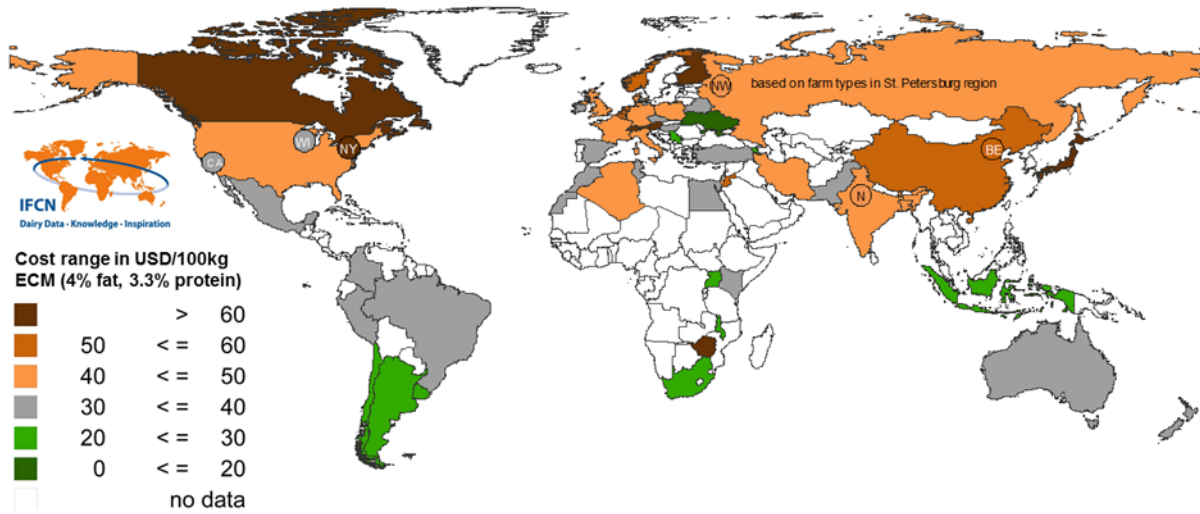 based on farm types in St. Petersburg region
NW
WI
NY
CA
BE
N
IFCN
Dairy Data - Knowledge - Inspiration
Cost range in USD/100kg
ECM (4% fat, 3.3% protein)
> 60
50 < = 60
40 < = 50
30 < = 40
20 < = 30
0 < = 20
no data